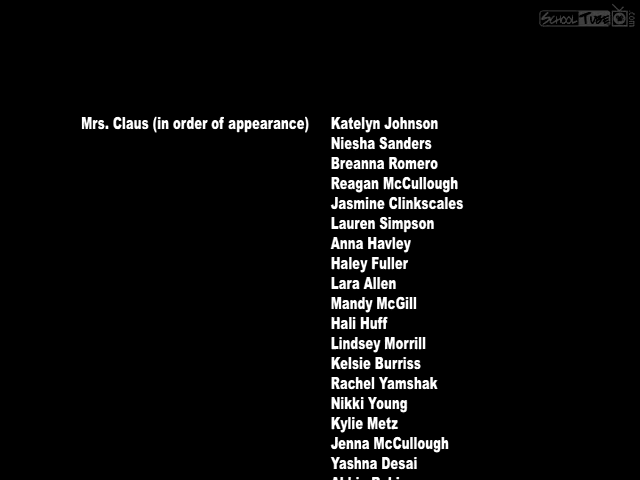 SCHOOLTUBE.com
Mrs. Claus (in order of appearance) Katelyn Johnson
Niesha Sanders
Breanna Romero
Reagan McCullough
Jasmine Clinkscales
Lauren Simpson
Anna Havley
Haley Fuller
Lara Allen
Mandy McGill
Hali Huff
Lindsey Morrill
Kelsie Burriss
Rachel Yamshak
Nikki Young
Kylie Metz
Jenna McCullough
Yashna Desai